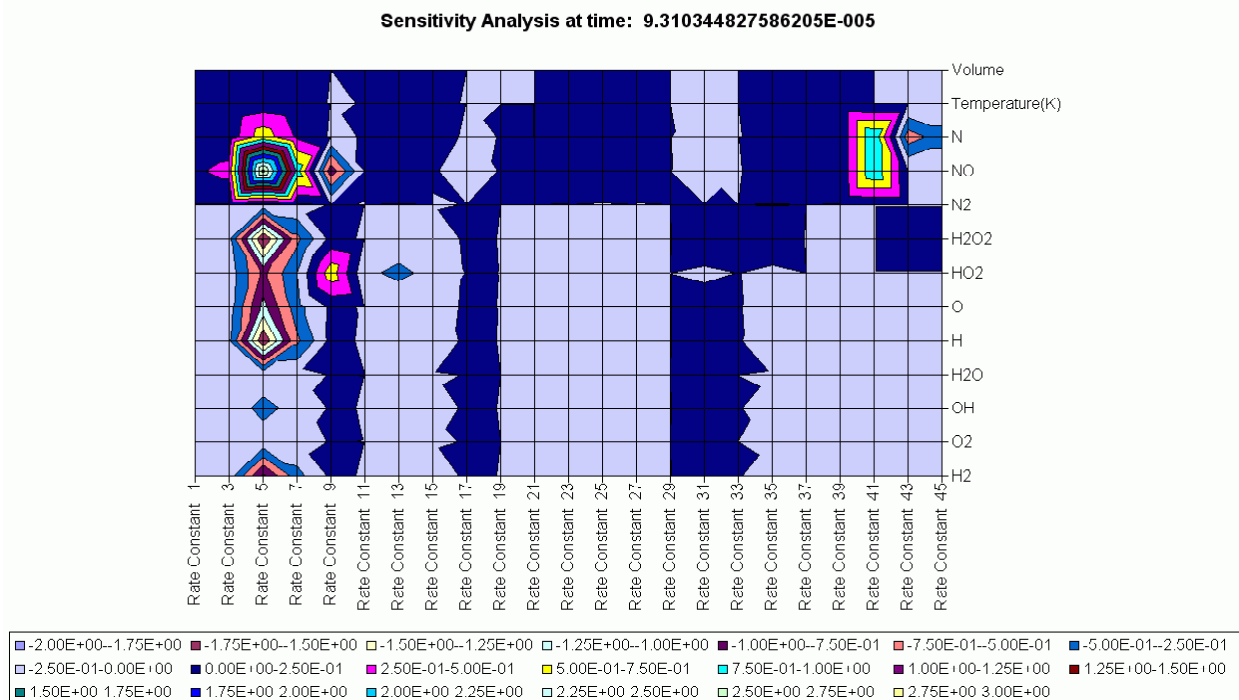 Sensitivity Analysis at time: 9.310344827586205E-005
Volume
Temperature(K)
N
NO
N2
H2O2
HO2
O
H
H2O
OH
O2
H2
Rate Constant 1
Rate Constant 3
Rate Constant 5
Rate Constant 7
Rate Constant 9
Rate Constant 11
Rate Constant 13
Rate Constant 15
Rate Constant 17
Rate Constant 19
Rate Constant 21
Rate Constant 23
Rate Constant 25
Rate Constant 27
Rate Constant 29
Rate Constant 31
Rate Constant 33
Rate Constant 35
Rate Constant 37
Rate Constant 39
Rate Constant 41
Rate Constant 43
Rate Constant 45
-2.00E+00--1.75E+00 -1.75E+00--1.50E+00 -1.50E+00--1.25E+00 -1.25E+00--1.00E+00 -1.00E+00--7.50E-01 -7.50E-01--5.00E-01 -5.00E-01--2.50E-01
-2.50E-01-0.00E+00 0.00E+00-2.50E-01 2.50E-01-5.00E-01 5.00E-01-7.50E-01 7.50E-01-1.00E+00 1.00E+00-1.25E+00 1.25E+00-1.50E+00
1.50E+00 1.75E+00 1.75E+00 2.00E+00 2.00E+00 2.25E+00 2.25E+00 2.50E+00 2.50E+00 2.75E+00 2.75E+00 3.00E+00